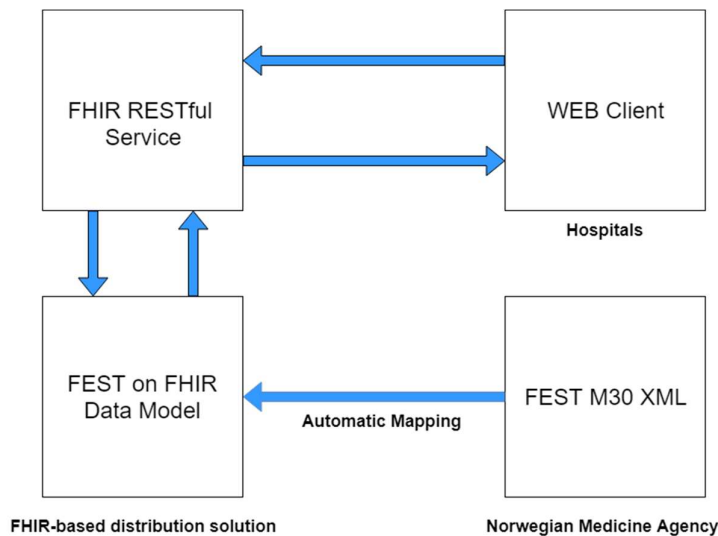 FHIR RESTful
Service
WEB Client
Hospitals
FEST on FHIR
Data Model
Automatic Mapping
FEST M30 XML
FHIR-based distribution solution
Norwegian Medicine Agency